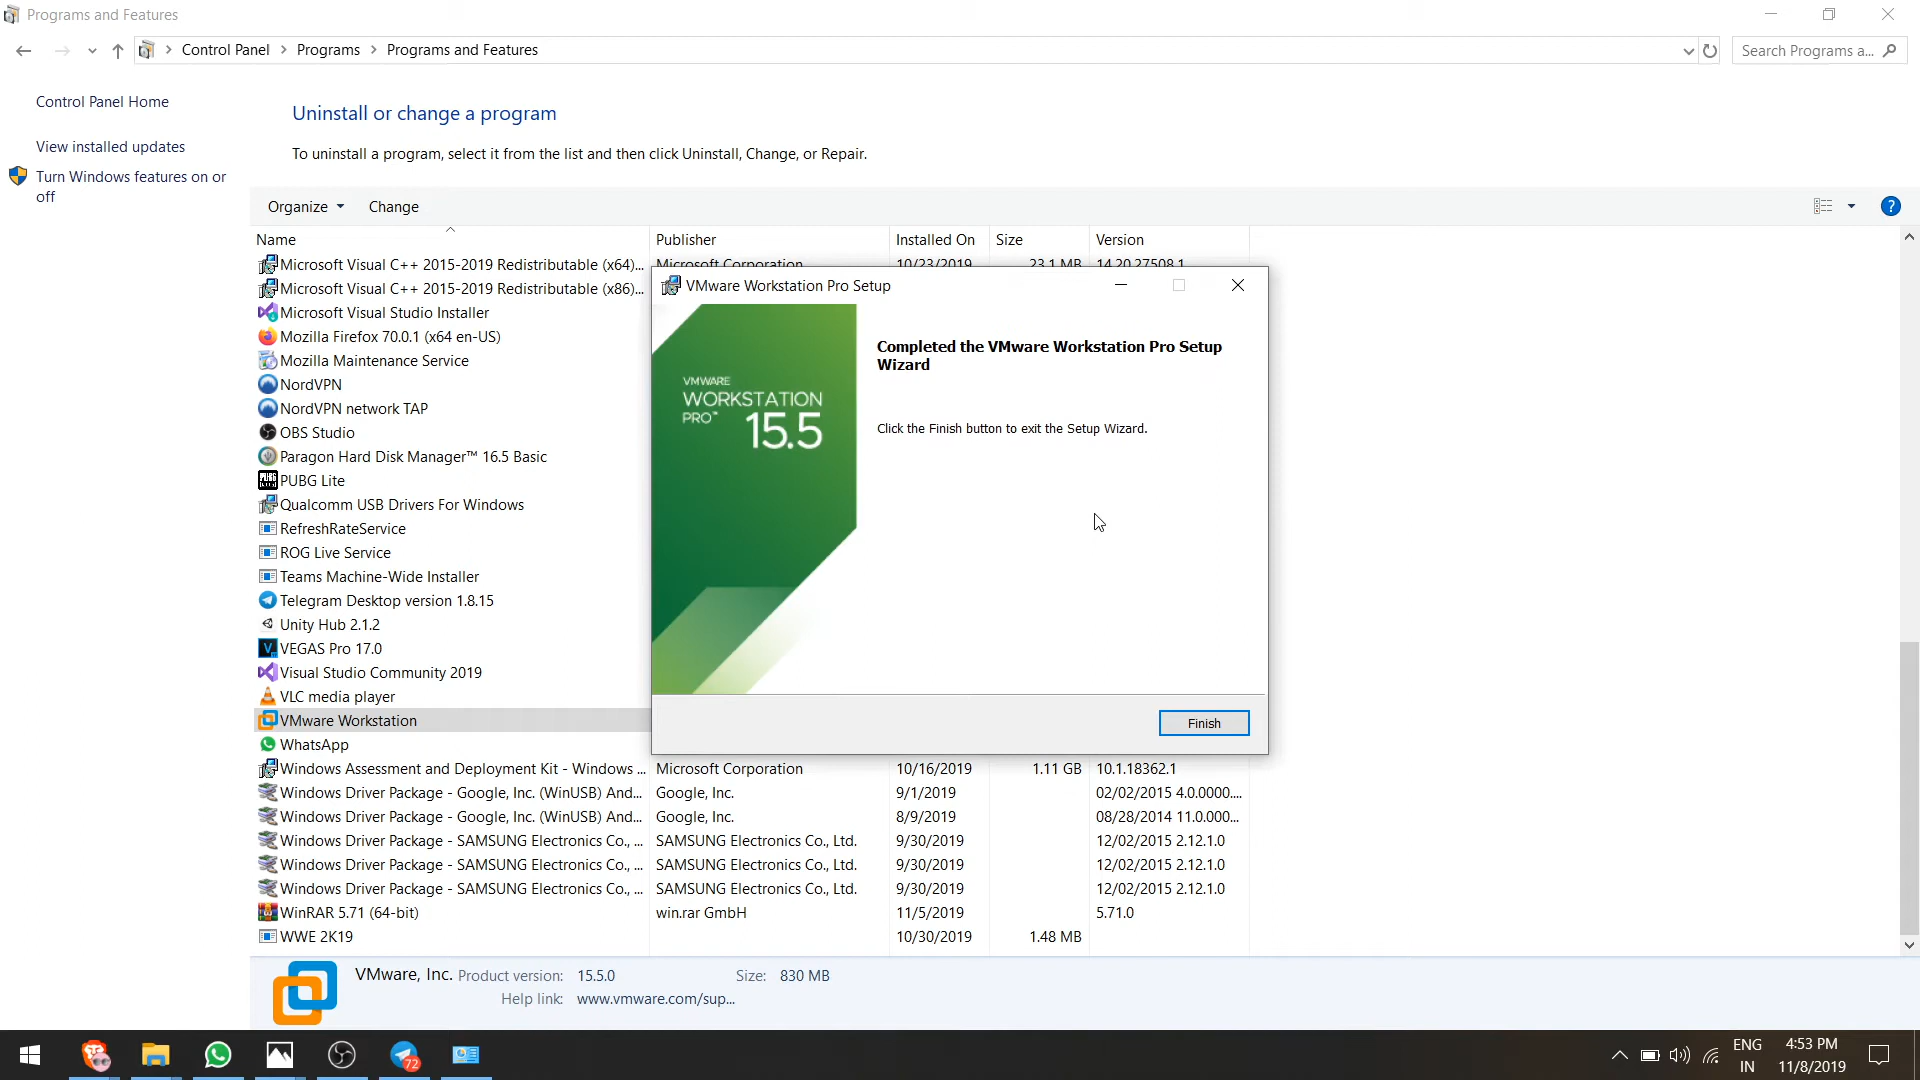 Programs and Features
Control Panel
Programs
Programs and Features
Search Programs a...
Control Panel Home
View installed updates
Turn Windows features on or
off
Uninstall or change a program
To uninstall a program, select it from the list and then click Uninstall, Change, or Repair.
Organize
Change
?
Name
Publisher
Installed On
Size
Version
Microsoft Visual C++ 2015-2019 Redistributable (x64)...
Microsoft Corporation
10/23/2019
23.1 MB
14.20.27508.1
Microsoft Visual C++ 2015-2019 Redistributable (x86)...
Microsoft Visual Studio Installer
Mozilla Firefox 70.0.1 (x64 en-US)
Mozilla Maintenance Service
NordVPN
NordVPN network TAP
OBS Studio
Paragon Hard Disk Manager™ 16.5 Basic
PUBG Lite
Qualcomm USB Drivers For Windows
RefreshRateService
ROG Live Service
Teams Machine-Wide Installer
Telegram Desktop version 1.8.15
Unity Hub 2.1.2
VEGAS Pro 17.0
Visual Studio Community 2019
VLC media player
VMware Workstation
WhatsApp
Windows Assessment and Deployment Kit - Windows ...
Microsoft Corporation
10/16/2019
1.11 GB
10.1.18362.1
Windows Driver Package - Google, Inc. (WinUSB) And...
Google, Inc.
9/1/2019
02/02/2015 4.0.0000....
Windows Driver Package - Google, Inc. (WinUSB) And...
Google, Inc.
8/9/2019
08/28/2014 11.0.000...
Windows Driver Package - SAMSUNG Electronics Co., ...
SAMSUNG Electronics Co., Ltd.
9/30/2019
12/02/2015 2.12.1.0
Windows Driver Package - SAMSUNG Electronics Co., ...
SAMSUNG Electronics Co., Ltd.
9/30/2019
12/02/2015 2.12.1.0
Windows Driver Package - SAMSUNG Electronics Co., ...
SAMSUNG Electronics Co., Ltd.
9/30/2019
12/02/2015 2.12.1.0
WinRAR 5.71 (64-bit)
win.rar GmbH
11/5/2019
5.71.0
WWE 2K19
10/30/2019
1.48 MB
VMware Workstation Pro Setup
VMWARE
WORKSTATION
PRO™
15.5
Completed the VMware Workstation Pro Setup
Wizard
Click the Finish button to exit the Setup Wizard.
Finish
VMware, Inc.
Product version: 15.5.0
Size: 830 MB
Help link: www.vmware.com/sup...
72
ENG
IN
4:53 PM
11/8/2019